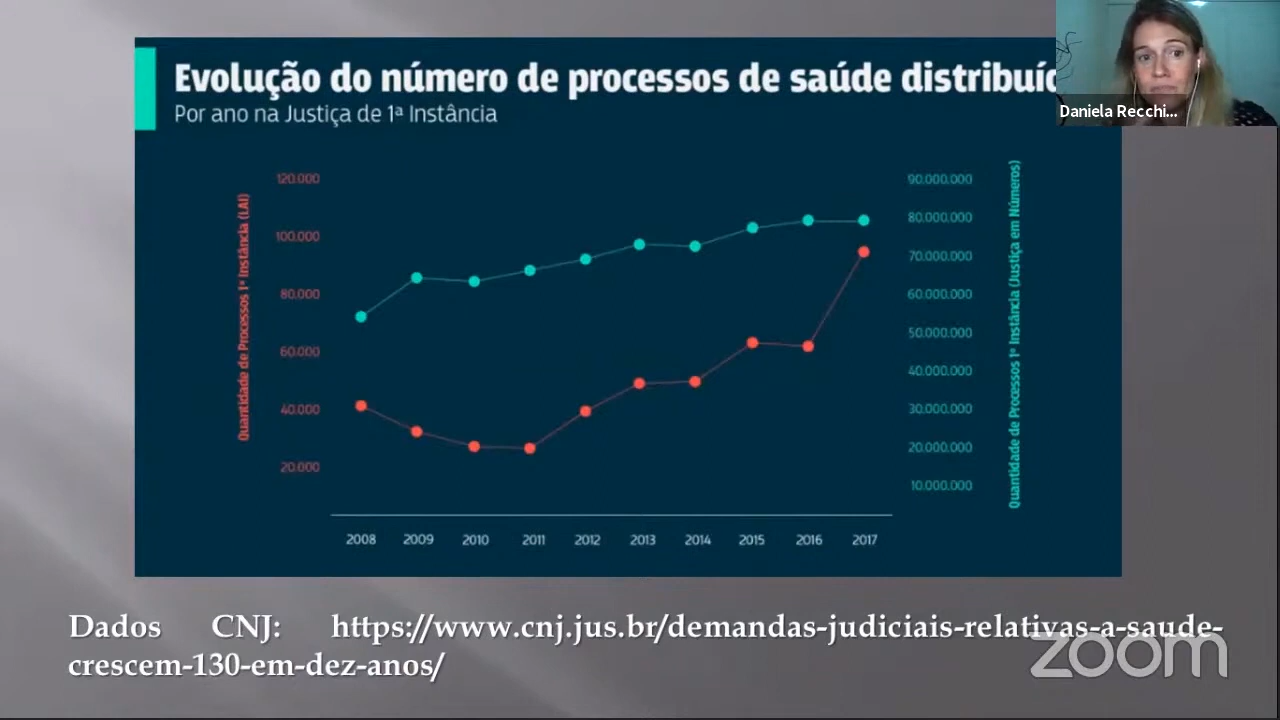 Evolução do número de processos de saúde distribuíd
Por ano na Justiça de 1ª Instância
Daniela Recchi...
Quantidade de Processos 1ª Instância (LAI)
120.000
100.000
80.000
60.000
40.000
20.000
90.000.000
80.000.000
70.000.000
60.000.000
50.000.000
40.000.000
30.000.000
20.000.000
10.000.000
Quantidade de Processos 1ª Instância (Justiça em Números)
2008 2009 2010 2011 2012 2013 2014 2015 2016 2017
Dados CNJ: https://www.cnj.jus.br/demandas-judiciais-relativas-a-saude-
crescem-130-em-dez-anos/
zoom